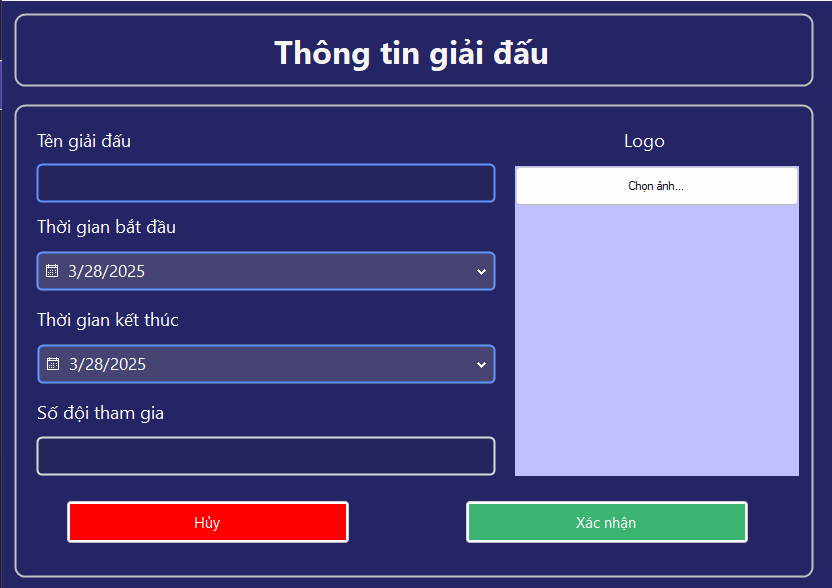 Thông tin giải đấu
Tên giải đấu
Thời gian bắt đầu
3/28/2025
Thời gian kết thúc
3/28/2025
Số đội tham gia
Logo
Chọn ảnh...
Hủy
Xác nhận